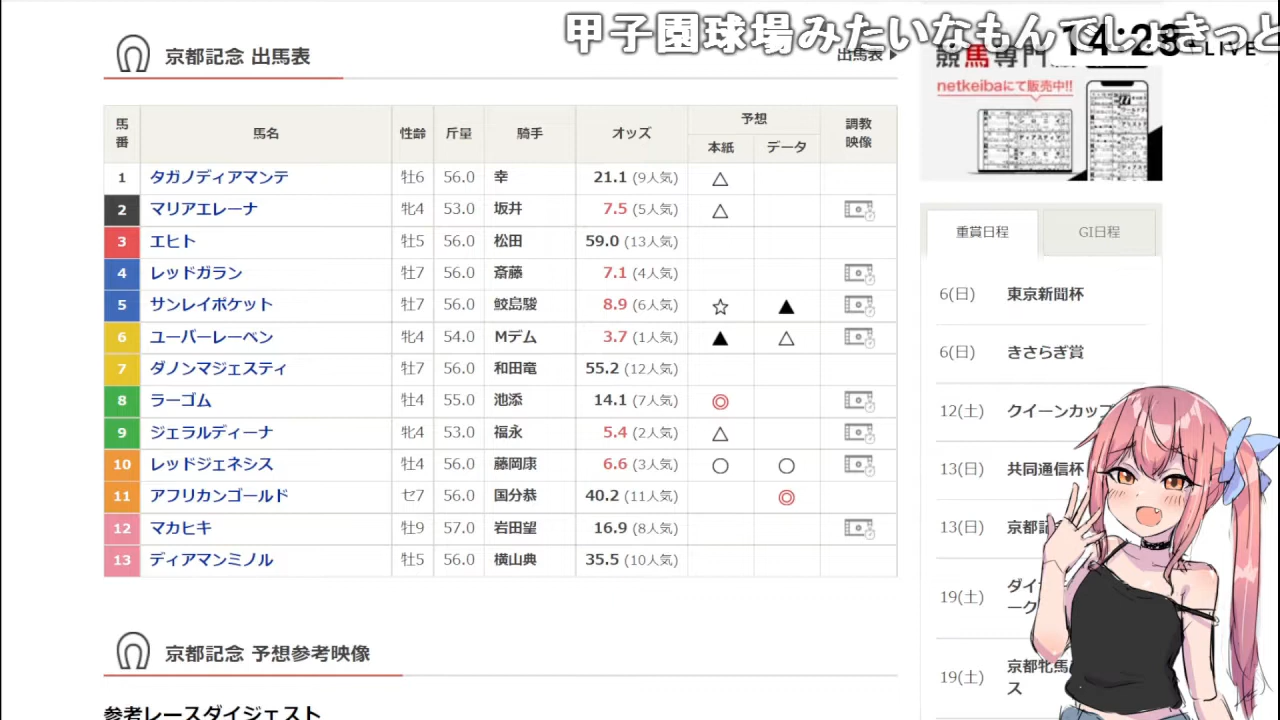 甲子園球場みたいなもんでしょきっと
14:28
LIVE
京都記念 出馬表
出馬表
競馬専門
netkeibaにて販売中!!
馬番 馬名 性齢 斤量 騎手 オッズ 予想 調教映像
本紙 データ
1 タガノディアマンテ 牡6 56.0 幸 21.1 (9人気) △
2 マリアエレーナ 牝4 53.0 坂井 7.5 (5人気) △
3 エヒト 牡5 56.0 松田 59.0 (13人気)
4 レッドガラン 牡7 56.0 斎藤 7.1 (4人気)
5 サンレイポケット 牡7 56.0 鮫島駿 8.9 (6人気) ☆ ▲
6 ユーバーレーベン 牝4 54.0 Mデム 3.7 (1人気) ▲ △
7 ダノンマジェスティ 牡7 56.0 和田竜 55.2 (12人気)
8 ラーゴム 牡4 55.0 池添 14.1 (7人気) ◎
9 ジェラルディーナ 牝4 53.0 福永 5.4 (2人気) △
10 レッドジェネシス 牡4 56.0 藤岡康 6.6 (3人気) ○ ○
11 アフリカンゴールド セ7 56.0 国分恭 40.2 (11人気) ◎
12 マカヒキ 牡9 57.0 岩田望 16.9 (8人気)
13 ディアマンミノル 牡5 56.0 横山典 35.5 (10人気)
京都記念 予想参考映像
参考レースダイジェスト
重賞日程 GI日程
6(日) 東京新聞杯
6(日) きさらぎ賞
12(土) クイーンカップ
13(日) 共同通信杯
13(日) 京都記
19(土) ダイ
ーク
19(土) 京都牝馬
ス